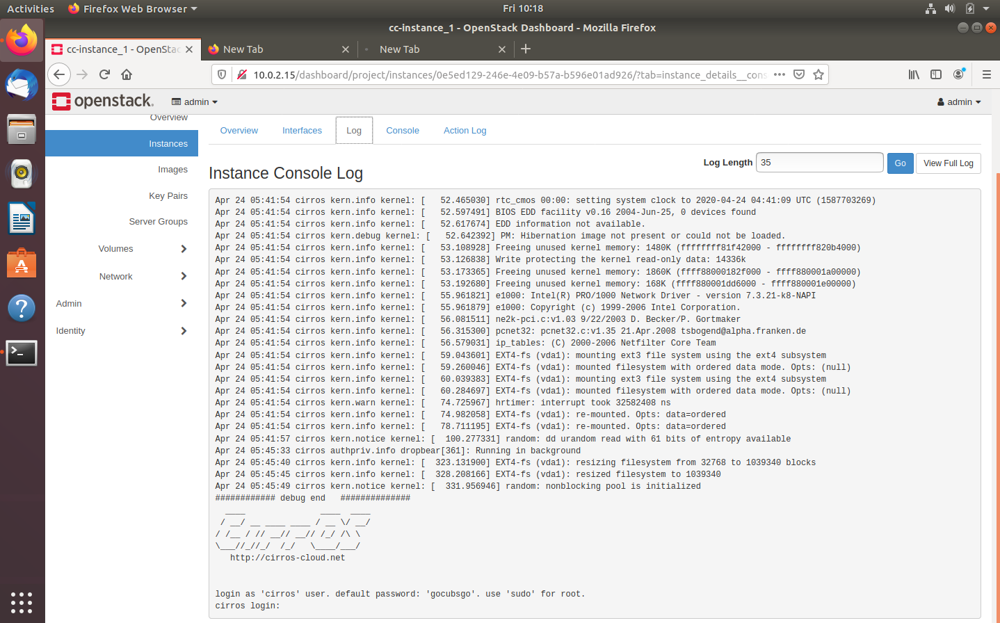 Activities Firefox Web Browser Fri 10:18
cc-instance_1 - OpenStack Dashboard - Mozilla Firefox
cc-instance_1 - OpenStac New Tab New Tab
10.0.2.15/dashboard/project/instances/0e5ed129-246e-4e09-b57a-b596e01ad926/?tab=instance_details__cons
openstack. admin admin
Overview
Instances
Images
Key Pairs
Server Groups
Volumes
Network
Admin
Identity
Overview Interfaces Log Console Action Log
Log Length 35 Go View Full Log
Instance Console Log
Apr 24 05:41:54 cirros kern.info kernel: [   52.465030] rtc_cmos 00:00: setting system clock to 2020-04-24 04:41:09 UTC (1587703269)
Apr 24 05:41:54 cirros kern.info kernel: [   52.597491] BIOS EDD facility v0.16 2004-Jun-25, 0 devices found
Apr 24 05:41:54 cirros kern.info kernel: [   52.617674] EDD information not available.
Apr 24 05:41:54 cirros kern.debug kernel: [   52.642392] PM: Hibernation image not present or could not be loaded.
Apr 24 05:41:54 cirros kern.info kernel: [   53.108928] Freeing unused kernel memory: 1480K (ffffffff81f42000 - ffffffff820b4000)
Apr 24 05:41:54 cirros kern.info kernel: [   53.126838] Write protecting the kernel read-only data: 14336k
Apr 24 05:41:54 cirros kern.info kernel: [   53.173365] Freeing unused kernel memory: 1860K (ffff88000182f000 - ffff880001a00000)
Apr 24 05:41:54 cirros kern.info kernel: [   53.192680] Freeing unused kernel memory: 168K (ffff880001dd6000 - ffff880001e00000)
Apr 24 05:41:54 cirros kern.info kernel: [   55.961821] e1000: Intel(R) PRO/1000 Network Driver - version 7.3.21-k8-NAPI
Apr 24 05:41:54 cirros kern.info kernel: [   55.961879] e1000: Copyright (c) 1999-2006 Intel Corporation.
Apr 24 05:41:54 cirros kern.info kernel: [   56.081511] ne2k-pci.c:v1.03 9/22/2003 D. Becker/P. Gortmaker
Apr 24 05:41:54 cirros kern.info kernel: [   56.315300] pcnet32: pcnet32.c:v1.35 21.Apr.2008 tsbogend@alpha.franken.de
Apr 24 05:41:54 cirros kern.info kernel: [   56.579031] ip_tables: (C) 2000-2006 Netfilter Core Team
Apr 24 05:41:54 cirros kern.info kernel: [   59.043601] EXT4-fs (vda1): mounting ext3 file system using the ext4 subsystem
Apr 24 05:41:54 cirros kern.info kernel: [   59.260046] EXT4-fs (vda1): mounted filesystem with ordered data mode. Opts: (null)
Apr 24 05:41:54 cirros kern.info kernel: [   60.039383] EXT4-fs (vda1): mounting ext3 file system using the ext4 subsystem
Apr 24 05:41:54 cirros kern.info kernel: [   60.284697] EXT4-fs (vda1): mounted filesystem with ordered data mode. Opts: (null)
Apr 24 05:41:54 cirros kern.warn kernel: [   74.725967] hrtimer: interrupt took 32582408 ns
Apr 24 05:41:54 cirros kern.info kernel: [   74.982058] EXT4-fs (vda1): re-mounted. Opts: data=ordered
Apr 24 05:41:54 cirros kern.info kernel: [   78.711195] EXT4-fs (vda1): re-mounted. Opts: data=ordered
Apr 24 05:41:57 cirros kern.notice kernel: [  100.277331] random: dd urandom read with 61 bits of entropy available
Apr 24 05:45:33 cirros authpriv.info dropbear[361]: Running in background
Apr 24 05:45:40 cirros kern.info kernel: [  323.131900] EXT4-fs (vda1): resizing filesystem from 32768 to 1039340 blocks
Apr 24 05:45:45 cirros kern.info kernel: [  328.208166] EXT4-fs (vda1): resized filesystem to 1039340
Apr 24 05:45:49 cirros kern.notice kernel: [  331.956946] random: nonblocking pool is initialized
############ debug end   ##############
  ____               ____  ____
 / __/ __ ____ ____ / __ \/ __/
/ /__ / // __// __// /_/ /\ \
\___//_//_/  /_/   \____/___/
   http://cirros-cloud.net
login as 'cirros' user. default password: 'gocubsgo'. use 'sudo' for root.
cirros login: